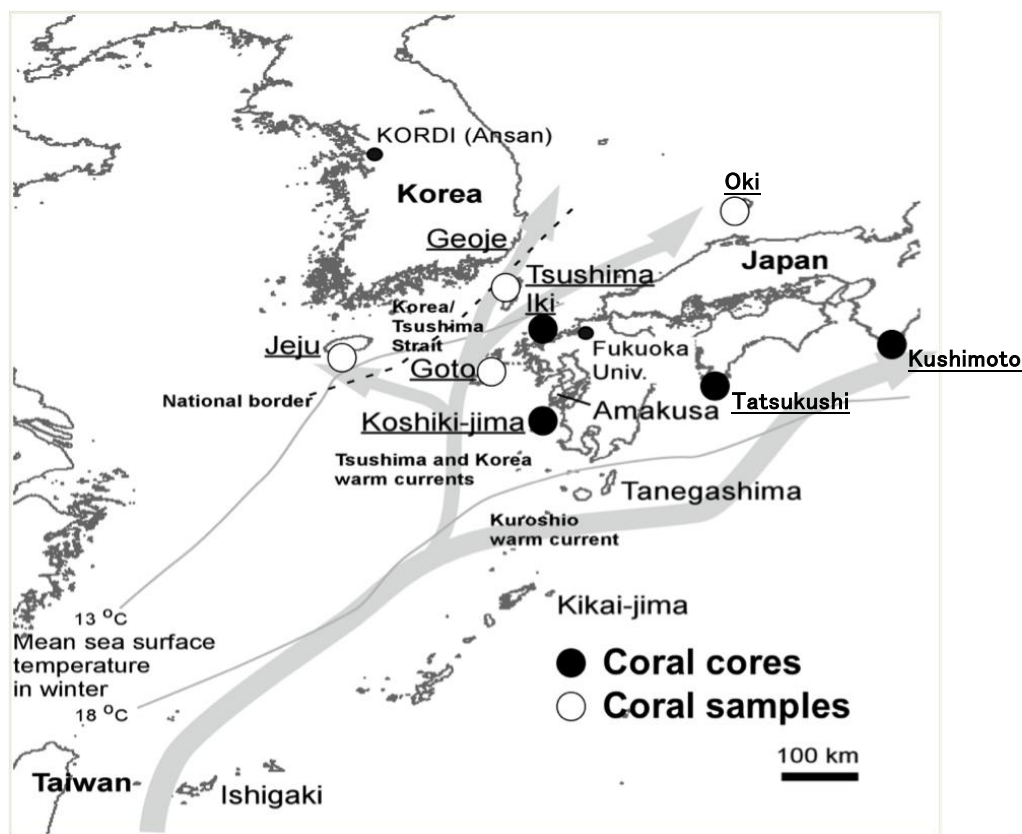 KORDI (Ansan)
Korea
Oki
Geoje
Japan
Tsushima
Iki
Korea/
Tsushima
Strait
Jeju
Fukuoka
Univ.
Kushimoto
Goto
National border
Tatsukushi
Amakusa
Koshiki-jima
Tsushima and Korea
warm currents
Tanegashima
Kuroshio
warm current
Kikai-jima
13 °C
Mean sea surface
temperature
in winter
18 °C
Coral cores
Coral samples
100 km
Taiwan
Ishigaki